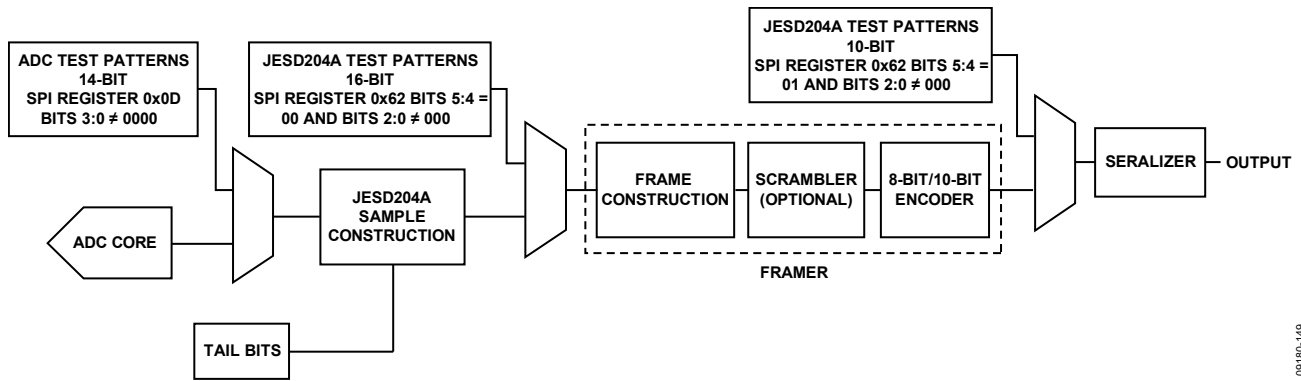 ADC TEST PATTERNS
14-BIT
SPI REGISTER 0x0D
BITS 3:0 ≠ 0000
JESD204A TEST PATTERNS
16-BIT
SPI REGISTER 0x62 BITS 5:4 =
00 AND BITS 2:0 ≠ 000
JESD204A TEST PATTERNS
10-BIT
SPI REGISTER 0x62 BITS 5:4 =
01 AND BITS 2:0 ≠ 000
ADC CORE
JESD204A
SAMPLE
CONSTRUCTION
TAIL BITS
FRAME
CONSTRUCTION
SCRAMBLER
(OPTIONAL)
8-BIT/10-BIT
ENCODER
FRAMER
SERALIZER
OUTPUT
09180-149